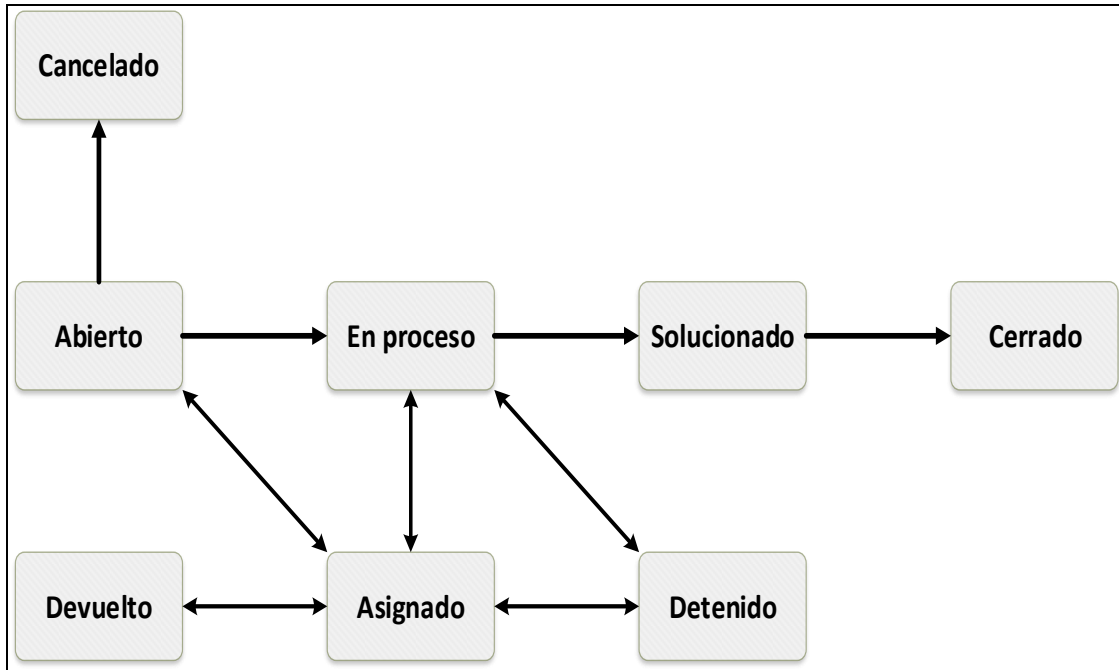 Cancelado
Abierto
En proceso
Solucionado
Cerrado
Devuelto
Asignado
Detenido